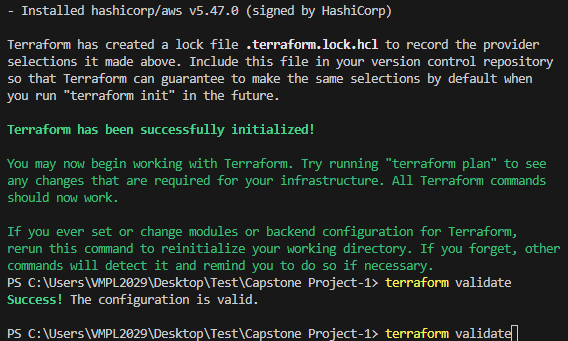 - Installed hashicorp/aws v5.47.0 (signed by HashiCorp)
Terraform has created a lock file .terraform.lock.hcl to record the provider
selections it made above. Include this file in your version control repository
so that Terraform can guarantee to make the same selections by default when
you run "terraform init" in the future.
Terraform has been successfully initialized!
You may now begin working with Terraform. Try running "terraform plan" to see
any changes that are required for your infrastructure. All Terraform commands
should now work.
If you ever set or change modules or backend configuration for Terraform,
rerun this command to reinitialize your working directory. If you forget, other
commands will detect it and remind you to do so if necessary.
PS C:\Users\VMPL2029\Desktop\Test\Capstone Project-1> terraform validate
Success! The configuration is valid.
PS C:\Users\VMPL2029\Desktop\Test\Capstone Project-1> terraform validate